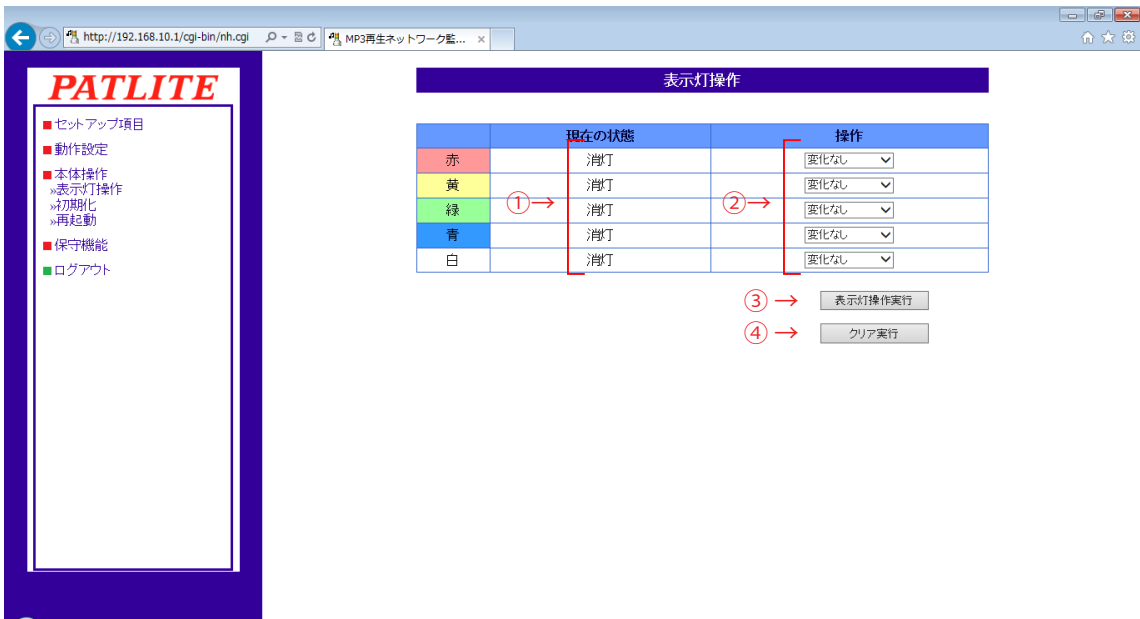 http://192.168.10.1/cgi-bin/nh.cgi
MP3再生ネットワーク監...
PATLITE
セットアップ項目
動作設定
本体操作
»表示灯操作
»初期化
»再起動
保守機能
ログアウト
表示灯操作
現在の状態 操作
赤 消灯 変化なし
黄 消灯 変化なし
緑 消灯 変化なし
青 消灯 変化なし
白 消灯 変化なし
①→ ②→
③→ 表示灯操作実行
④→ クリア実行